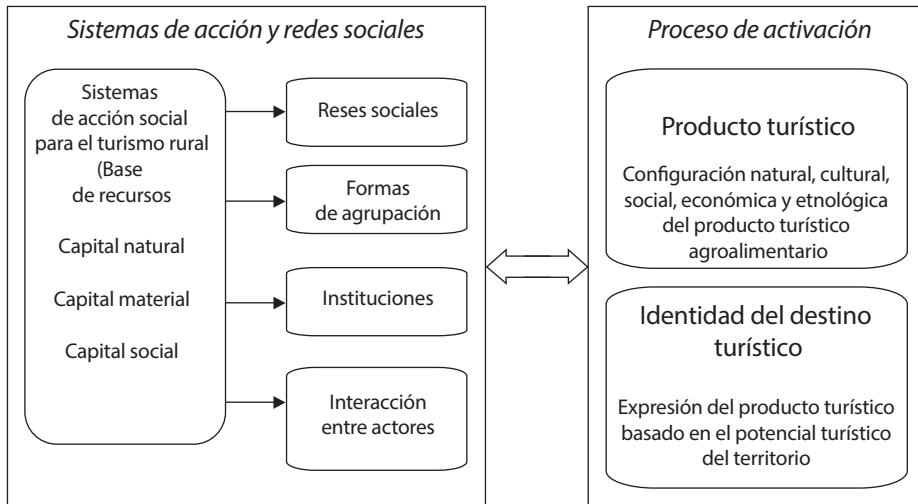 Sistemas de acción y redes sociales
Sistemas
de acción social
para el turismo rural
(Base
de recursos
Capital natural
Capital material
Capital social
Reses sociales
Formas
de agrupación
Instituciones
Interacción
entre actores
Proceso de activación
Producto turístico
Configuración natural, cultural,
social, económica y etnológica
del producto turístico
agroalimentario
Identidad del destino
turístico
Expresión del producto turístico
basado en el potencial turístico
del territorio